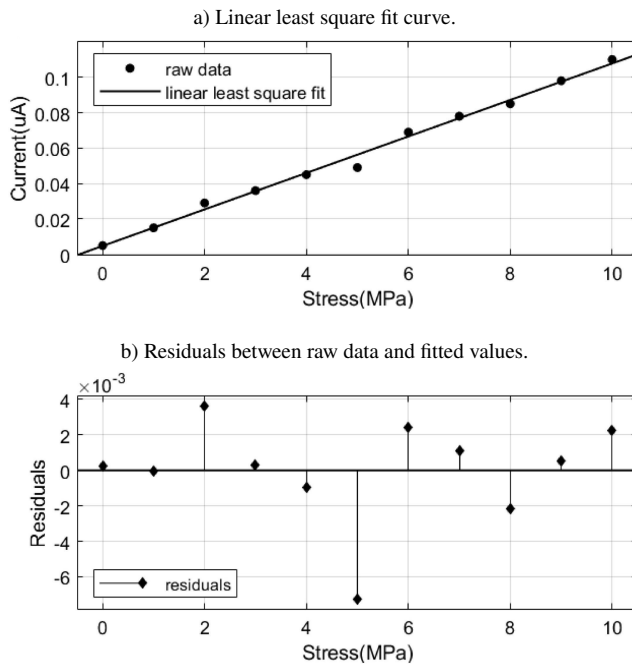 a) Linear least square fit curve.
raw data
linear least square fit
0.1
0.08
0.06
0.04
0.02
0
Current(uA)
0 2 4 6 8 10
Stress(MPa)
b) Residuals between raw data and fitted values.
×10⁻³
4
2
0
-2
-4
-6
Residuals
residuals
0 2 4 6 8 10
Stress(MPa)